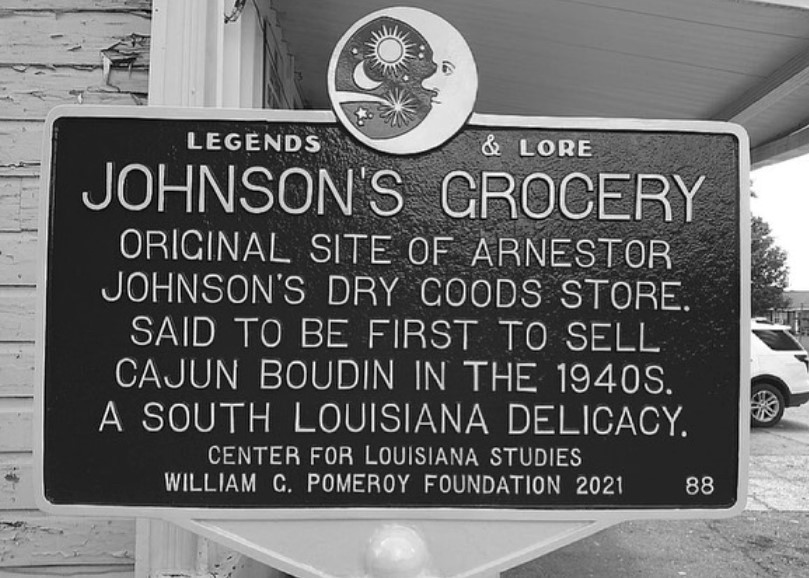 LEGENDS & LORE
JOHNSON'S GROCERY
ORIGINAL SITE OF ARNESTOR
JOHNSON'S DRY GOODS STORE.
SAID TO BE FIRST TO SELL
CAJUN BOUDIN IN THE 1940S.
A SOUTH LOUISIANA DELICACY.
CENTER FOR LOUISIANA STUDIES
WILLIAM G. POMEROY FOUNDATION 2021 88